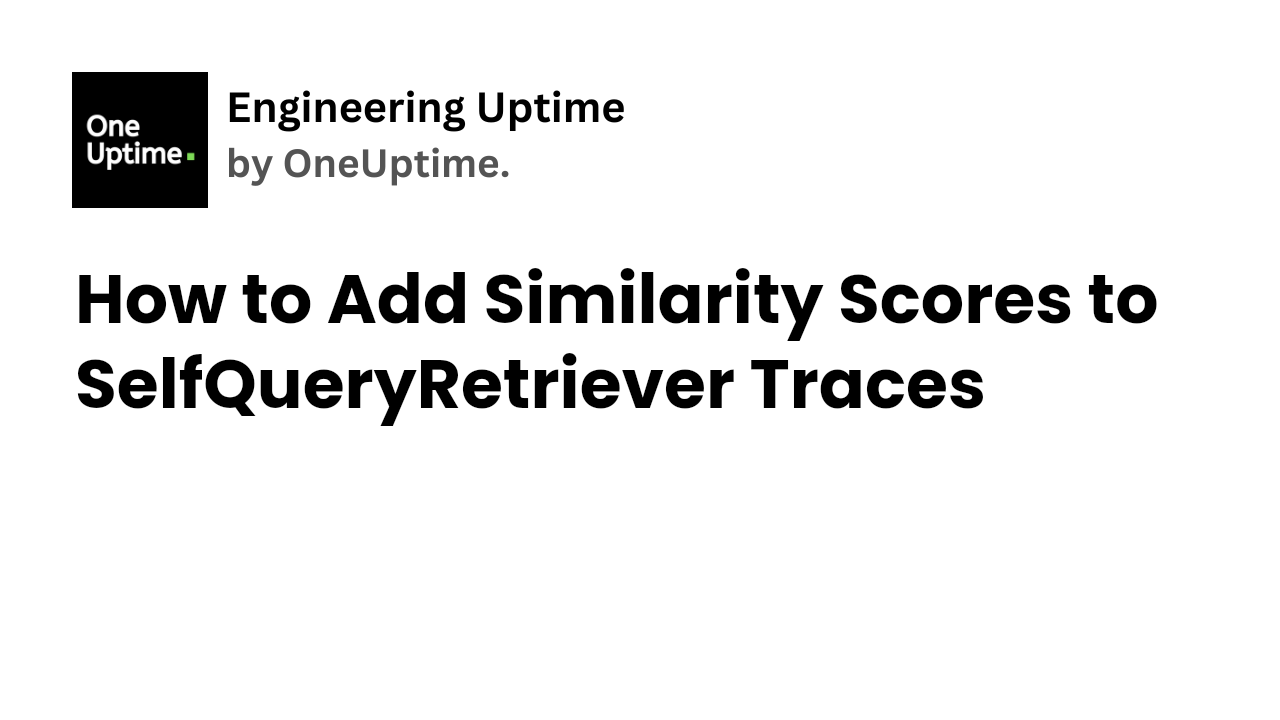 One
Uptime
Engineering Uptime
by OneUptime.
How to Add Similarity Scores to
SelfQueryRetriever Traces